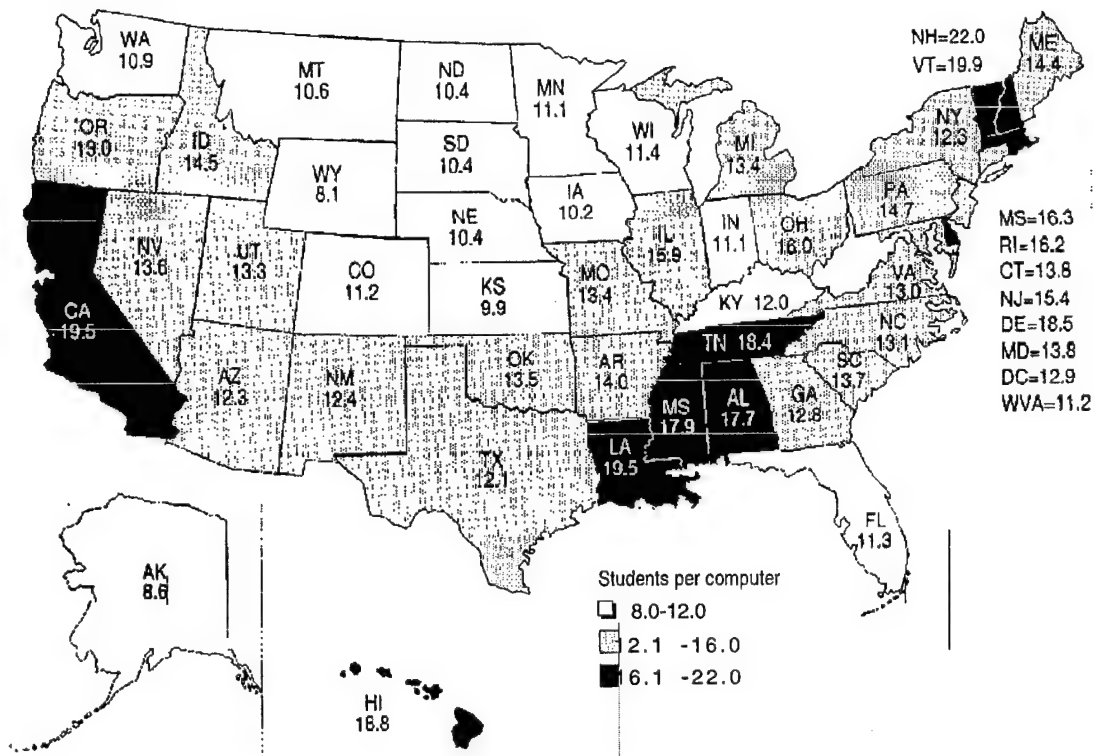 WA
10.9
MT
10.6
ND
10.4
MN
11.1
NH=22.0
VT=19.9
ME
14.4
OR
13.0
ID
14.5
SD
10.4
WI
11.4
MI
13.4
NY
12.3
WY
8.1
IA
10.2
PA
14.7
NV
13.6
UT
13.3
NE
10.4
IL
15.9
IN
11.1
OH
16.0
CO
11.2
KS
9.9
MO
13.4
VA
13.0
KY 12.0
CA
19.5
TN 18.4
NC
13.1
AZ
12.3
NM
12.4
OK
13.5
AR
14.0
SC
13.7
MS
17.9
AL
17.7
GA
12.8
LA
19.5
TX
12.1
FL
11.3
MS=16.3
RI=16.2
CT=13.8
NJ=15.4
DE=18.5
MD=13.8
DC=12.9
WVA=11.2
AK
8.6
HI
16.8
Students per computer
8.0-12.0
12.1 -16.0
16.1 -22.0